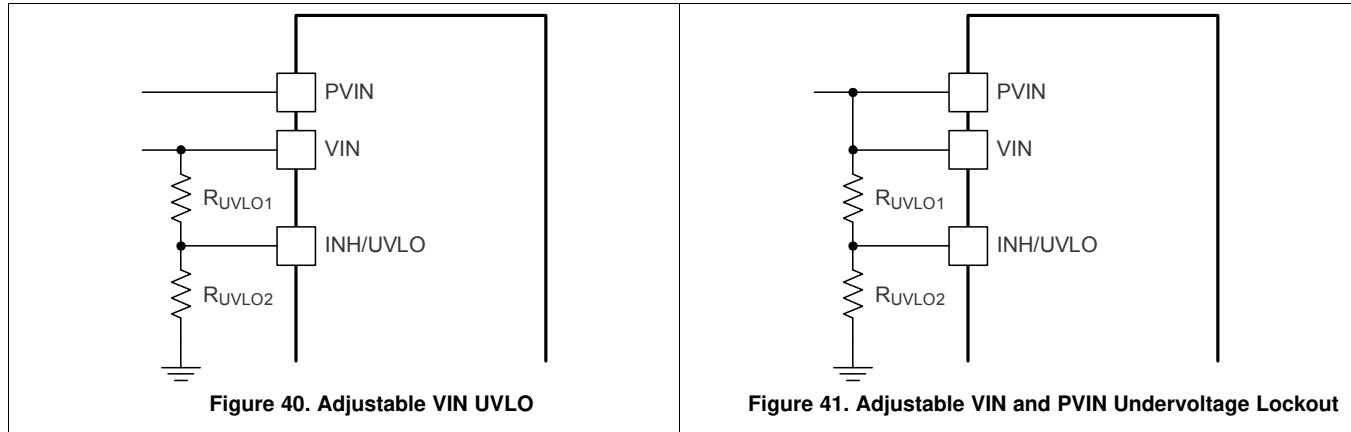 PVIN
VIN
RUVLO1
INH/UVLO
RUVLO2
Figure 40. Adjustable VIN UVLO
PVIN
VIN
RUVLO1
INH/UVLO
RUVLO2
Figure 41. Adjustable VIN and PVIN Undervoltage Lockout